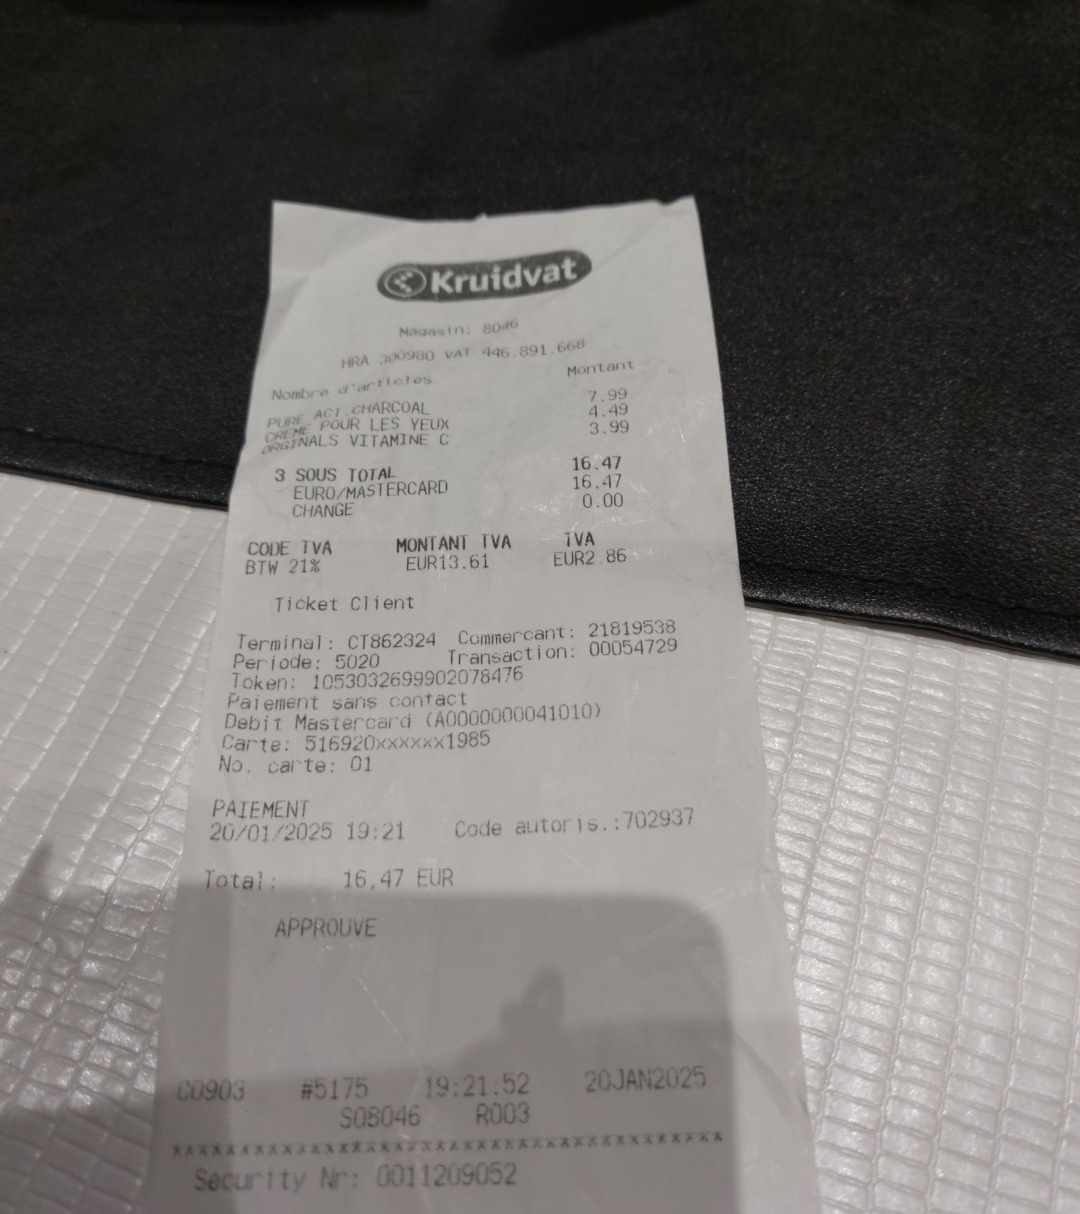 Kruidvat
Magasin: 8046
HRA 300980 VAT 446.891.668
Nombre d'articles Montant
PURE ACT.CHARCOAL 7.99
CREME POUR LES YEUX 4.49
ORGINALS VITAMINE C 3.99
3 SOUS TOTAL 16.47
EURO/MASTERCARD 16.47
CHANGE 0.00
CODE TVA MONTANT TVA TVA
BTW 21% EUR13.61 EUR2.86
Ticket Client
Terminal: CT862324 Commercant: 21819538
Periode: 5020 Transaction: 00054729
Token: 1053032699902078476
Paiement sans contact
Debit Mastercard (A0000000041010)
Carte: 516920xxxxxx1985
No. carte: 01
PAIEMENT
20/01/2025 19:21 Code autoris.:702937
Total: 16,47 EUR
APPROUVE
C0903 #5175 19:21.52 20JAN2025
S08046 R003
Security Nr: 0011209052